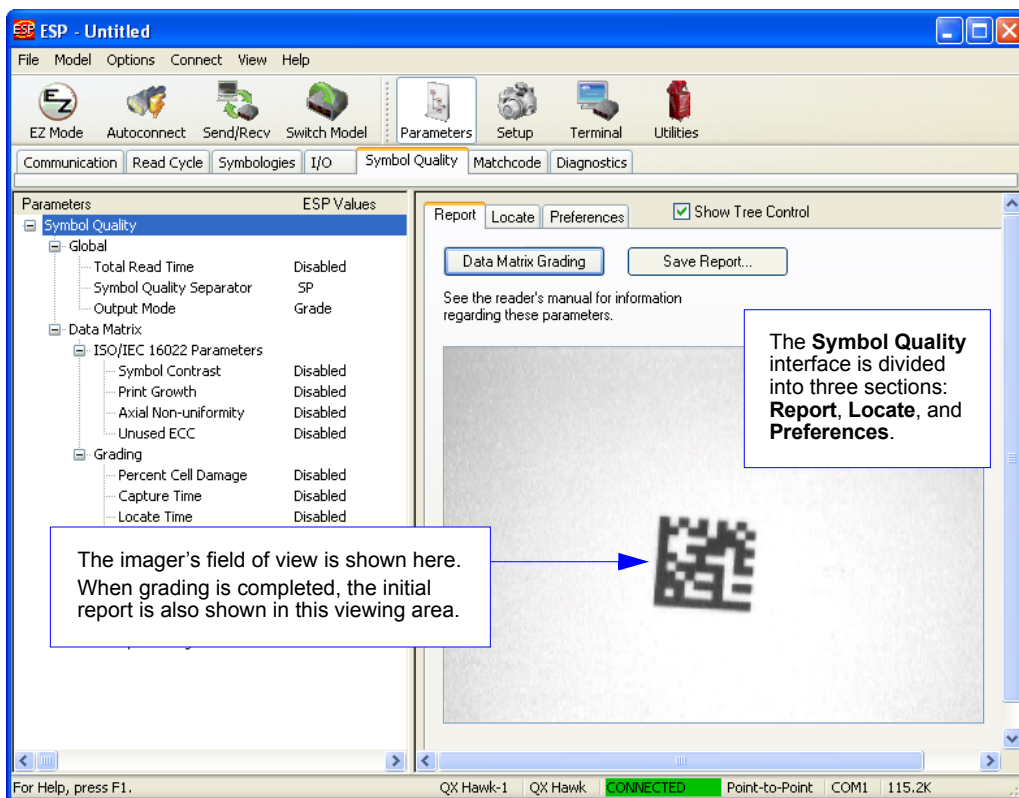 ESP - Untitled
File Model Options Connect View Help
EZ Mode Autoconnect Send/Recv Switch Model Parameters Setup Terminal Utilities
Communication Read Cycle Symbologies I/O Symbol Quality Matchcode Diagnostics
Parameters ESP Values
Symbol Quality
Global
Total Read Time Disabled
Symbol Quality Separator SP
Output Mode Grade
Data Matrix
ISO/IEC 16022 Parameters
Symbol Contrast Disabled
Print Growth Disabled
Axial Non-uniformity Disabled
Unused ECC Disabled
Grading
Percent Cell Damage Disabled
Capture Time Disabled
Locate Time Disabled
The imager's field of view is shown here.
When grading is completed, the initial
report is also shown in this viewing area.
Report Locate Preferences Show Tree Control
Data Matrix Grading Save Report...
See the reader's manual for information
regarding these parameters.
The Symbol Quality
interface is divided
into three sections:
Report, Locate, and
Preferences.
For Help, press F1. QX Hawk-1 QX Hawk CONNECTED Point-to-Point COM1 115.2K